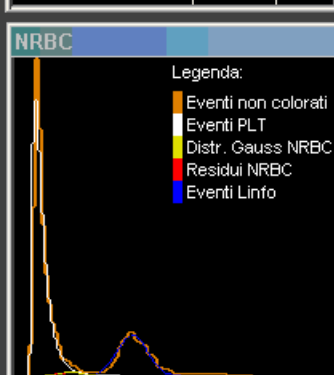 NRBC
Legenda:
Eventi non colorati
Eventi PLT
Distr. Gauss NRBC
Residui NRBC
Eventi Linfo